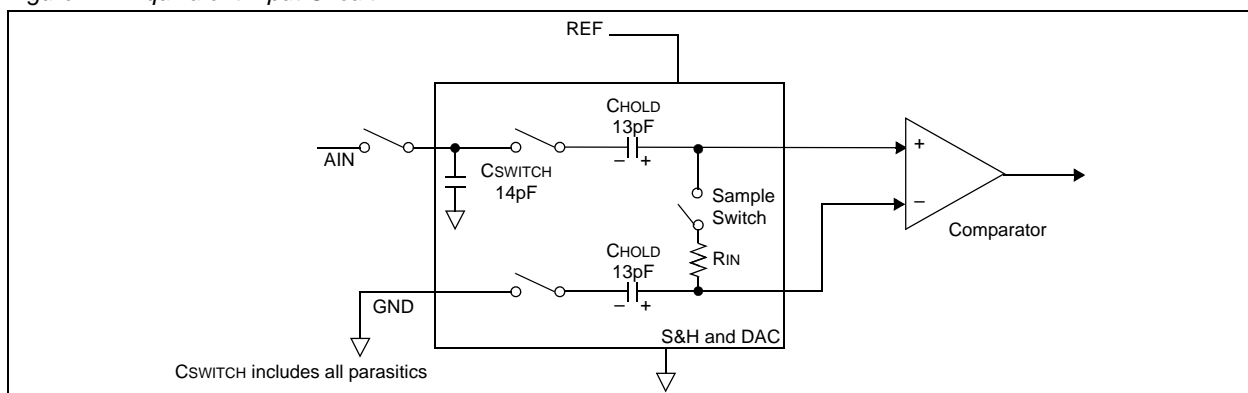 REF
CHOLD
13pF
AIN
CSWITCH
14pF
+
– +
Sample
Switch
–
Comparator
CHOLD
13pF
RIN
GND
– +
S&H and DAC
CSWITCH includes all parasitics